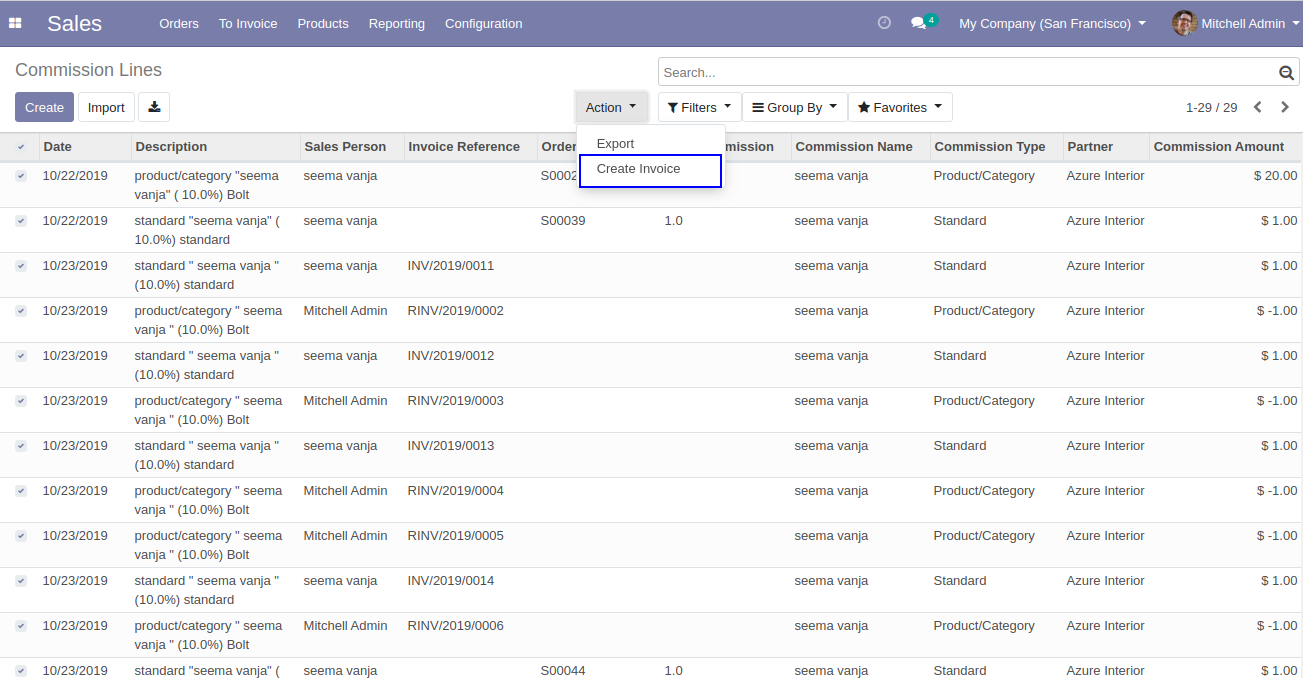 Sales Orders To Invoice Products Reporting Configuration 4 My Company (San Francisco) Mitchell Admin
Commission Lines
Search...
Create Import Action Filters Group By Favorites 1-29 / 29
Export
Create Invoice
Date Description Sales Person Invoice Reference Order mission Commission Name Commission Type Partner Commission Amount
10/22/2019 product/category "seema seema vanja S0002 seema vanja Product/Category Azure Interior $ 20.00
vanja" ( 10.0%) Bolt
10/22/2019 standard "seema vanja" ( seema vanja S00039 1.0 seema vanja Standard Azure Interior $ 1.00
10.0%) standard
10/23/2019 standard " seema vanja " seema vanja INV/2019/0011 seema vanja Standard Azure Interior $ 1.00
(10.0%) standard
10/23/2019 product/category " seema Mitchell Admin RINV/2019/0002 seema vanja Product/Category Azure Interior $ -1.00
vanja " (10.0%) Bolt
10/23/2019 standard " seema vanja " seema vanja INV/2019/0012 seema vanja Standard Azure Interior $ 1.00
(10.0%) standard
10/23/2019 product/category " seema Mitchell Admin RINV/2019/0003 seema vanja Product/Category Azure Interior $ -1.00
vanja " (10.0%) Bolt
10/23/2019 standard " seema vanja " seema vanja INV/2019/0013 seema vanja Standard Azure Interior $ 1.00
(10.0%) standard
10/23/2019 product/category " seema Mitchell Admin RINV/2019/0004 seema vanja Product/Category Azure Interior $ -1.00
vanja " (10.0%) Bolt
10/23/2019 product/category " seema Mitchell Admin RINV/2019/0005 seema vanja Product/Category Azure Interior $ -1.00
vanja " (10.0%) Bolt
10/23/2019 standard " seema vanja " seema vanja INV/2019/0014 seema vanja Standard Azure Interior $ 1.00
(10.0%) standard
10/23/2019 product/category " seema Mitchell Admin RINV/2019/0006 seema vanja Product/Category Azure Interior $ -1.00
vanja " (10.0%) Bolt
10/23/2019 standard "seema vanja" ( seema vanja S00044 1.0 seema vanja Standard Azure Interior $ 1.00